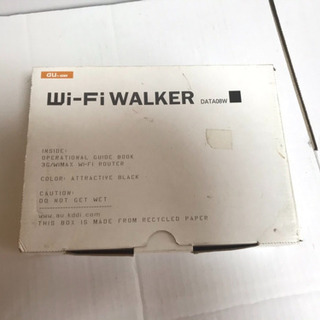 au
Wi-Fi WALKER DATA08W
INSIDE:
OPERATIONAL GUIDE BOOK
3G/WiMAX Wi-Fi ROUTER
COLOR: ATTRACTIVE BLACK
CAUTION:
DO NOT GET WET
www.au.kddi.com
THIS BOX IS MADE FROM RECYCLED PAPER